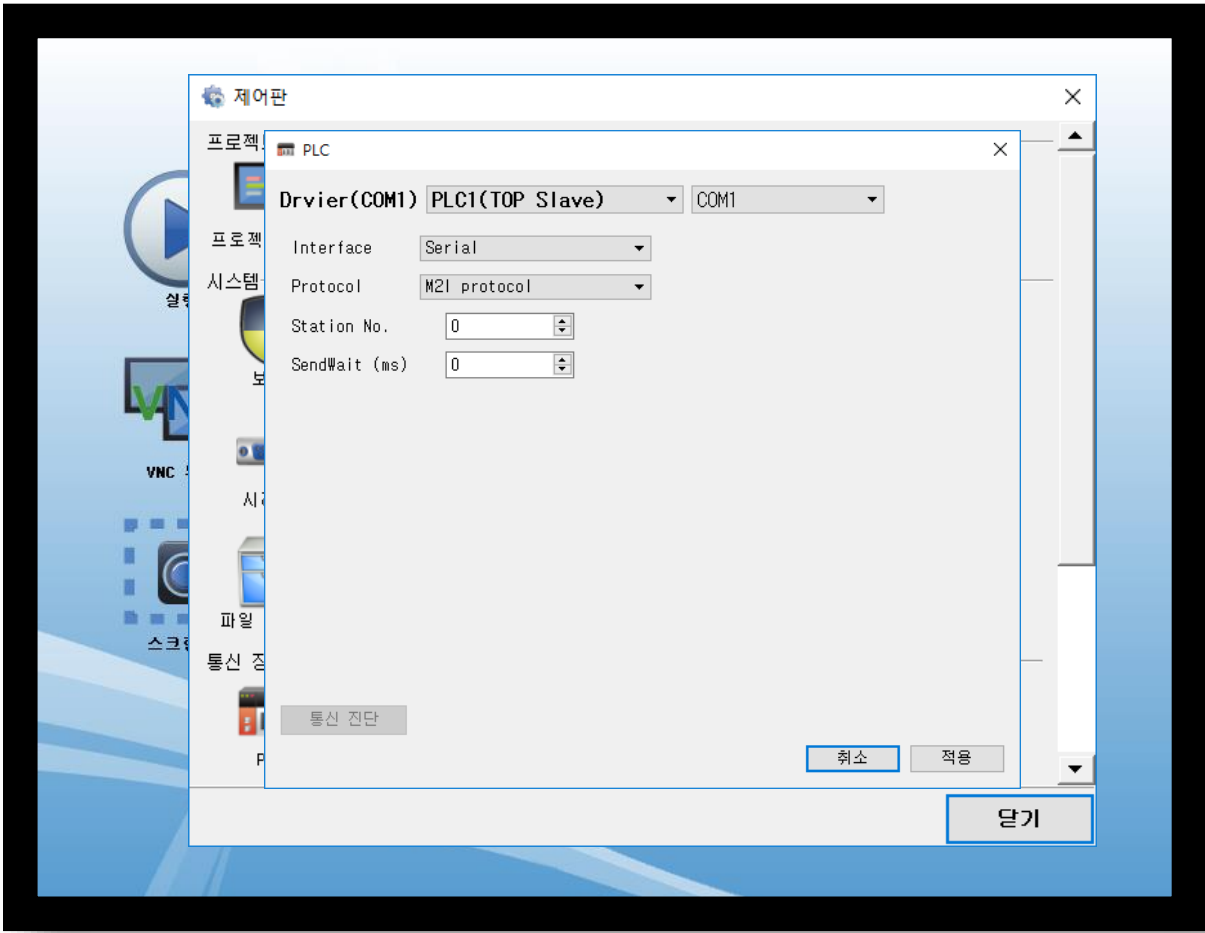 제어판
프로젝
PLC
Drvier(COM1) PLC1(TOP Slave) COM1
프로젝
Interface Serial
시스템
Protocol M2I protocol
Station No. 0
SendWait (ms) 0
VNC
파일
통신
통신 진단
취소 적용
닫기